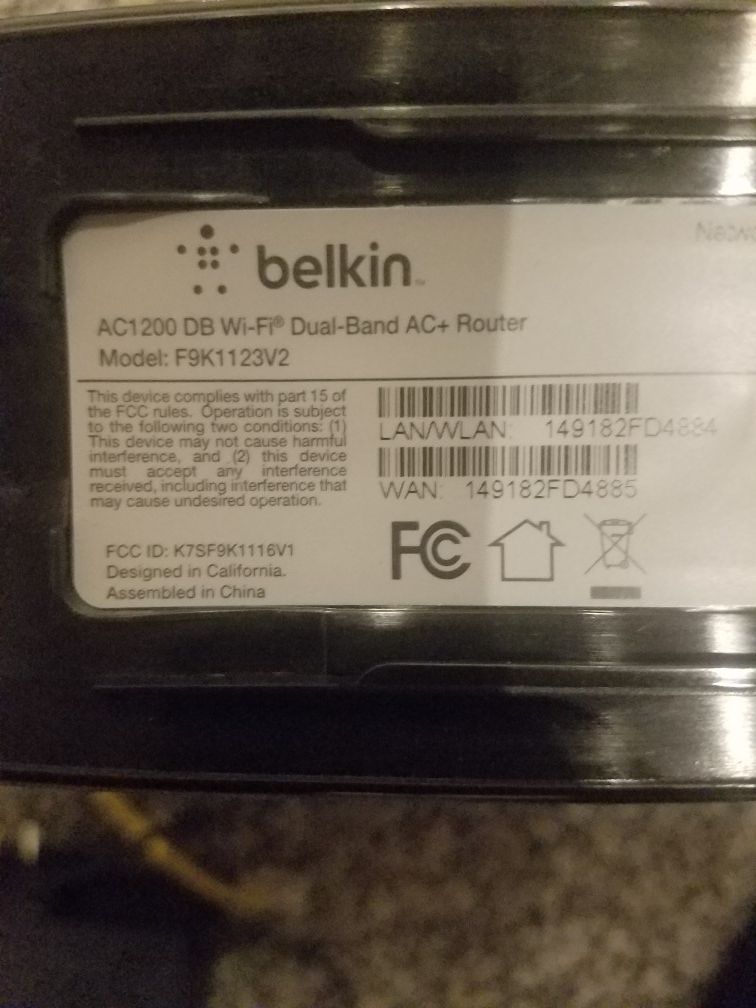 belkin™
AC1200 DB Wi-Fi® Dual-Band AC+ Router
Model: F9K1123V2
This device complies with part 15 of
the FCC rules. Operation is subject
to the following two conditions: (1)
This device may not cause harmful
interference, and (2) this device
must accept any interference
received, including interference that
may cause undesired operation.
FCC ID: K7SF9K1116V1
Designed in California.
Assembled in China
LAN/WLAN: 149182FD4884
WAN: 149182FD4885
FC